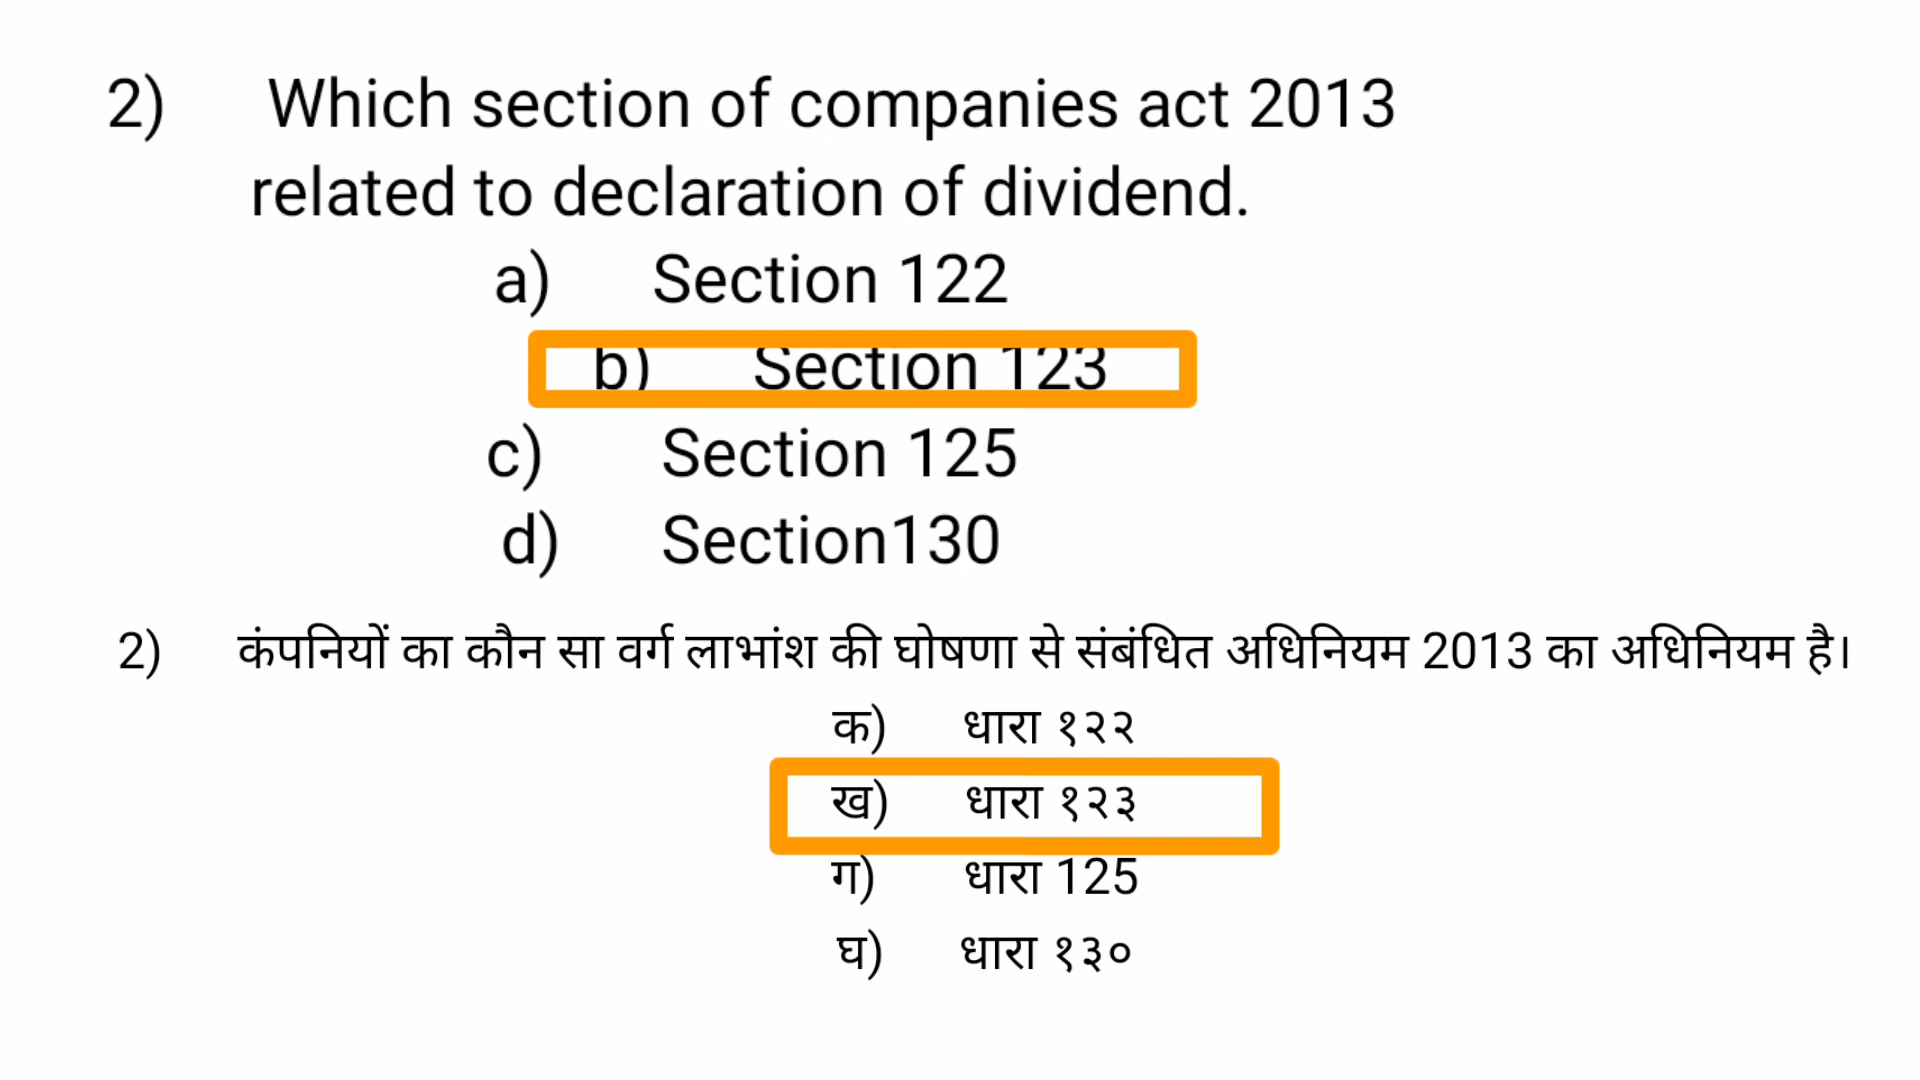 2) Which section of companies act 2013
related to declaration of dividend.
a) Section 122
b) Section 123
c) Section 125
d) Section130
2) कंपनियों का कौन सा वर्ग लाभांश की घोषणा से संबंधित अधिनियम 2013 का अधिनियम है।
क) धारा १२२
ख) धारा १२३
ग) धारा 125
घ) धारा १३०